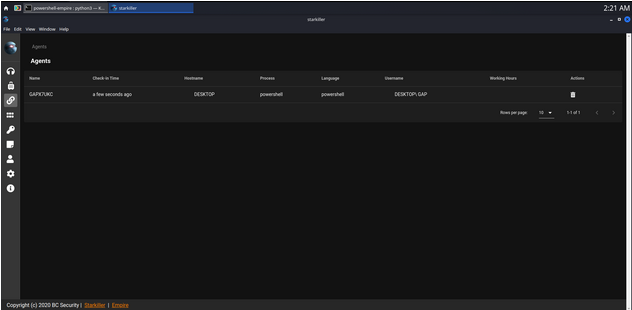 powershell-empire : python3 — K...
starkiller
2:21 AM
starkiller
File Edit View Window Help
Agents
Agents
Name Check-in Time Hostname Process Language Username Working Hours Actions
GAPX7UKC a few seconds ago DESKTOP powershell powershell DESKTOP\ GAP
Rows per page: 10 1-1 of 1
Copyright (c) 2020 BC Security | Starkiller | Empire